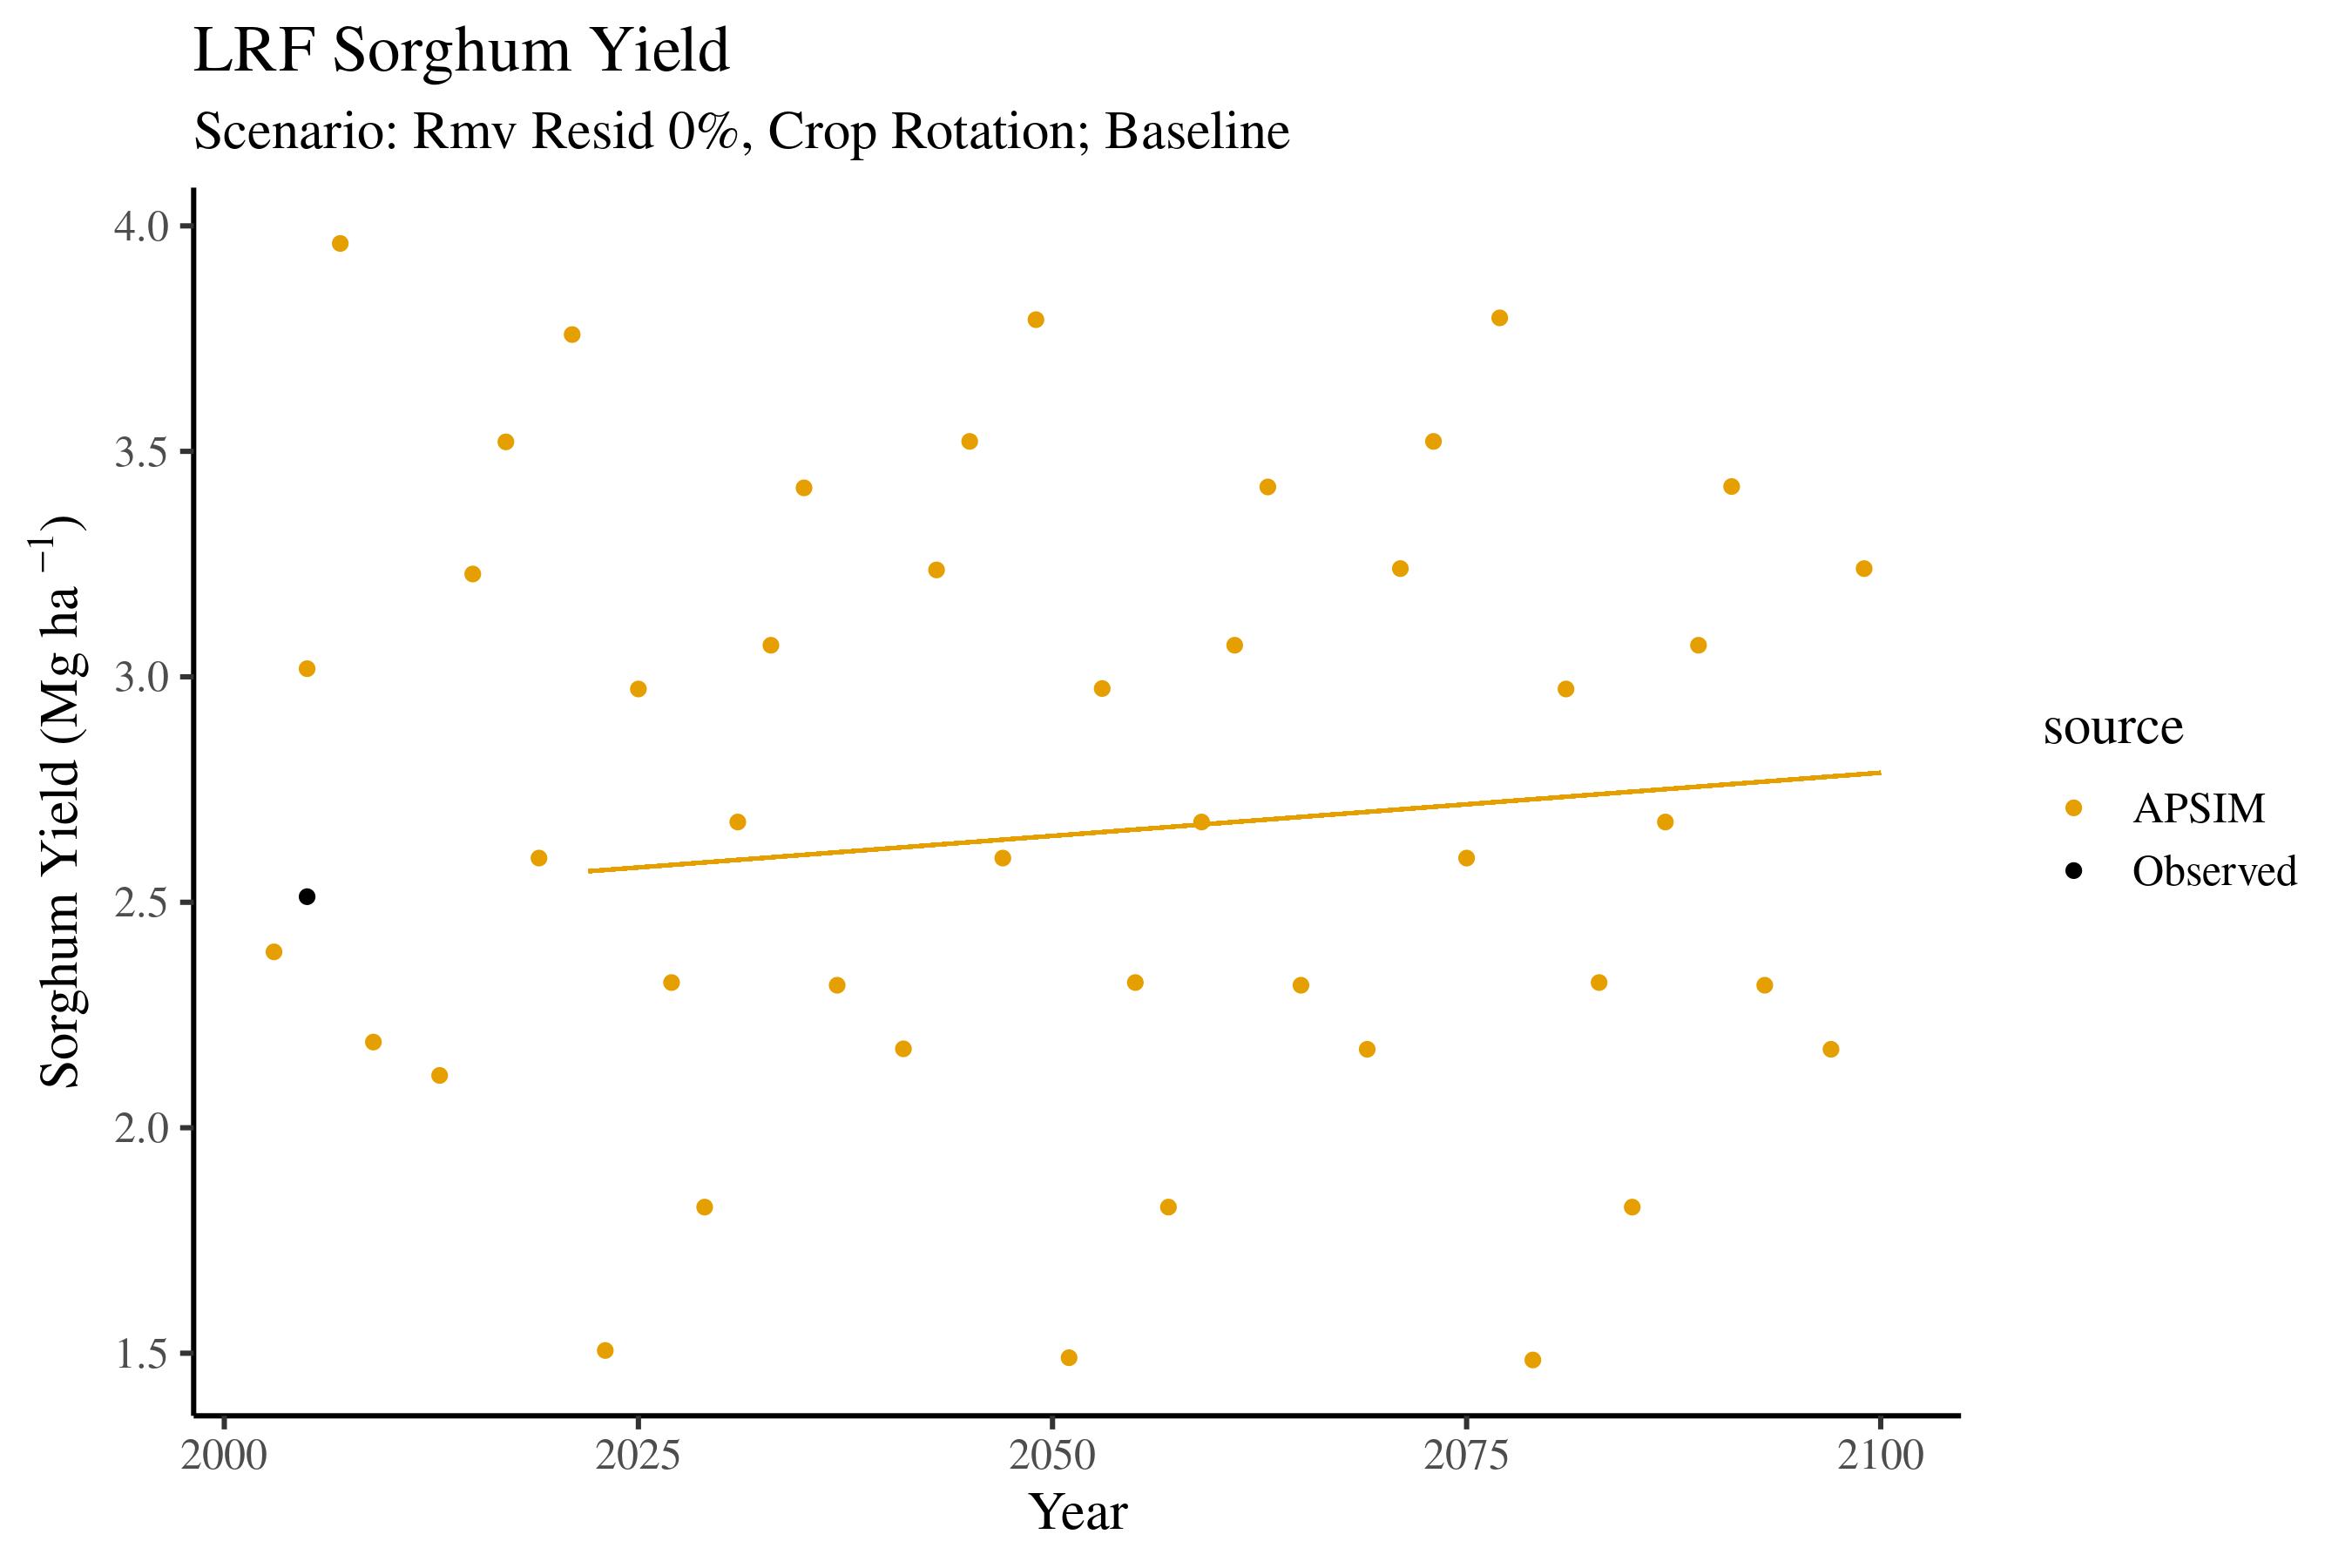 LRF Sorghum Yield
Scenario: Rmv Resid 0%, Crop Rotation; Baseline
4.0
3.5
3.0
2.5
2.0
1.5
Sorghum Yield (Mg ha −1)
2000 2025 2050 2075 2100
Year
source
APSIM
Observed